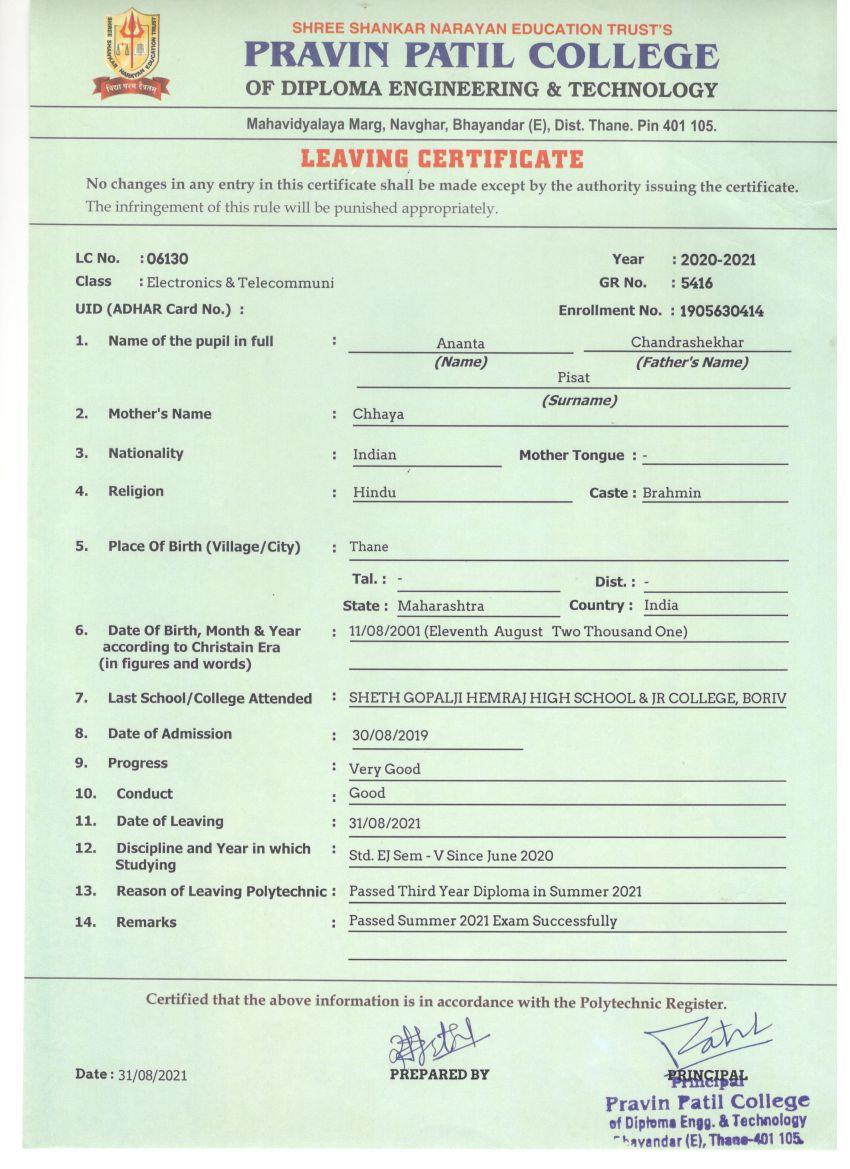 SHREE SHANKAR NARAYAN EDUCATION TRUST
विद्या परम दैवतम्
SHREE SHANKAR NARAYAN EDUCATION TRUST'S
PRAVIN PATIL COLLEGE
OF DIPLOMA ENGINEERING & TECHNOLOGY
Mahavidyalaya Marg, Navghar, Bhayandar (E), Dist. Thane. Pin 401 105.
LEAVING CERTIFICATE
No changes in any entry in this certificate shall be made except by the authority issuing the certificate.
The infringement of this rule will be punished appropriately.
LC No. : 06130 Year : 2020-2021
Class : Electronics & Telecommuni GR No. : 5416
UID (ADHAR Card No.) : Enrollment No. : 1905630414
1. Name of the pupil in full : Ananta Chandrashekhar
(Name) (Father's Name)
Pisat
(Surname)
2. Mother's Name : Chhaya
3. Nationality : Indian Mother Tongue : -
4. Religion : Hindu Caste : Brahmin
5. Place Of Birth (Village/City) : Thane
Tal. : - Dist. : -
State : Maharashtra Country : India
6. Date Of Birth, Month & Year : 11/08/2001 (Eleventh August Two Thousand One)
according to Christain Era
(in figures and words)
7. Last School/College Attended : SHETH GOPALJI HEMRAJ HIGH SCHOOL & JR COLLEGE, BORIV
8. Date of Admission : 30/08/2019
9. Progress : Very Good
10. Conduct : Good
11. Date of Leaving : 31/08/2021
12. Discipline and Year in which : Std. EJ Sem - V Since June 2020
Studying
13. Reason of Leaving Polytechnic : Passed Third Year Diploma in Summer 2021
14. Remarks : Passed Summer 2021 Exam Successfully
Certified that the above information is in accordance with the Polytechnic Register.
Patil
Date : 31/08/2021 PREPARED BY PRINCIPAL
Principal
Pravin Patil College
of Diploma Engg. & Technology
Bhayandar (E), Thane-401 105.